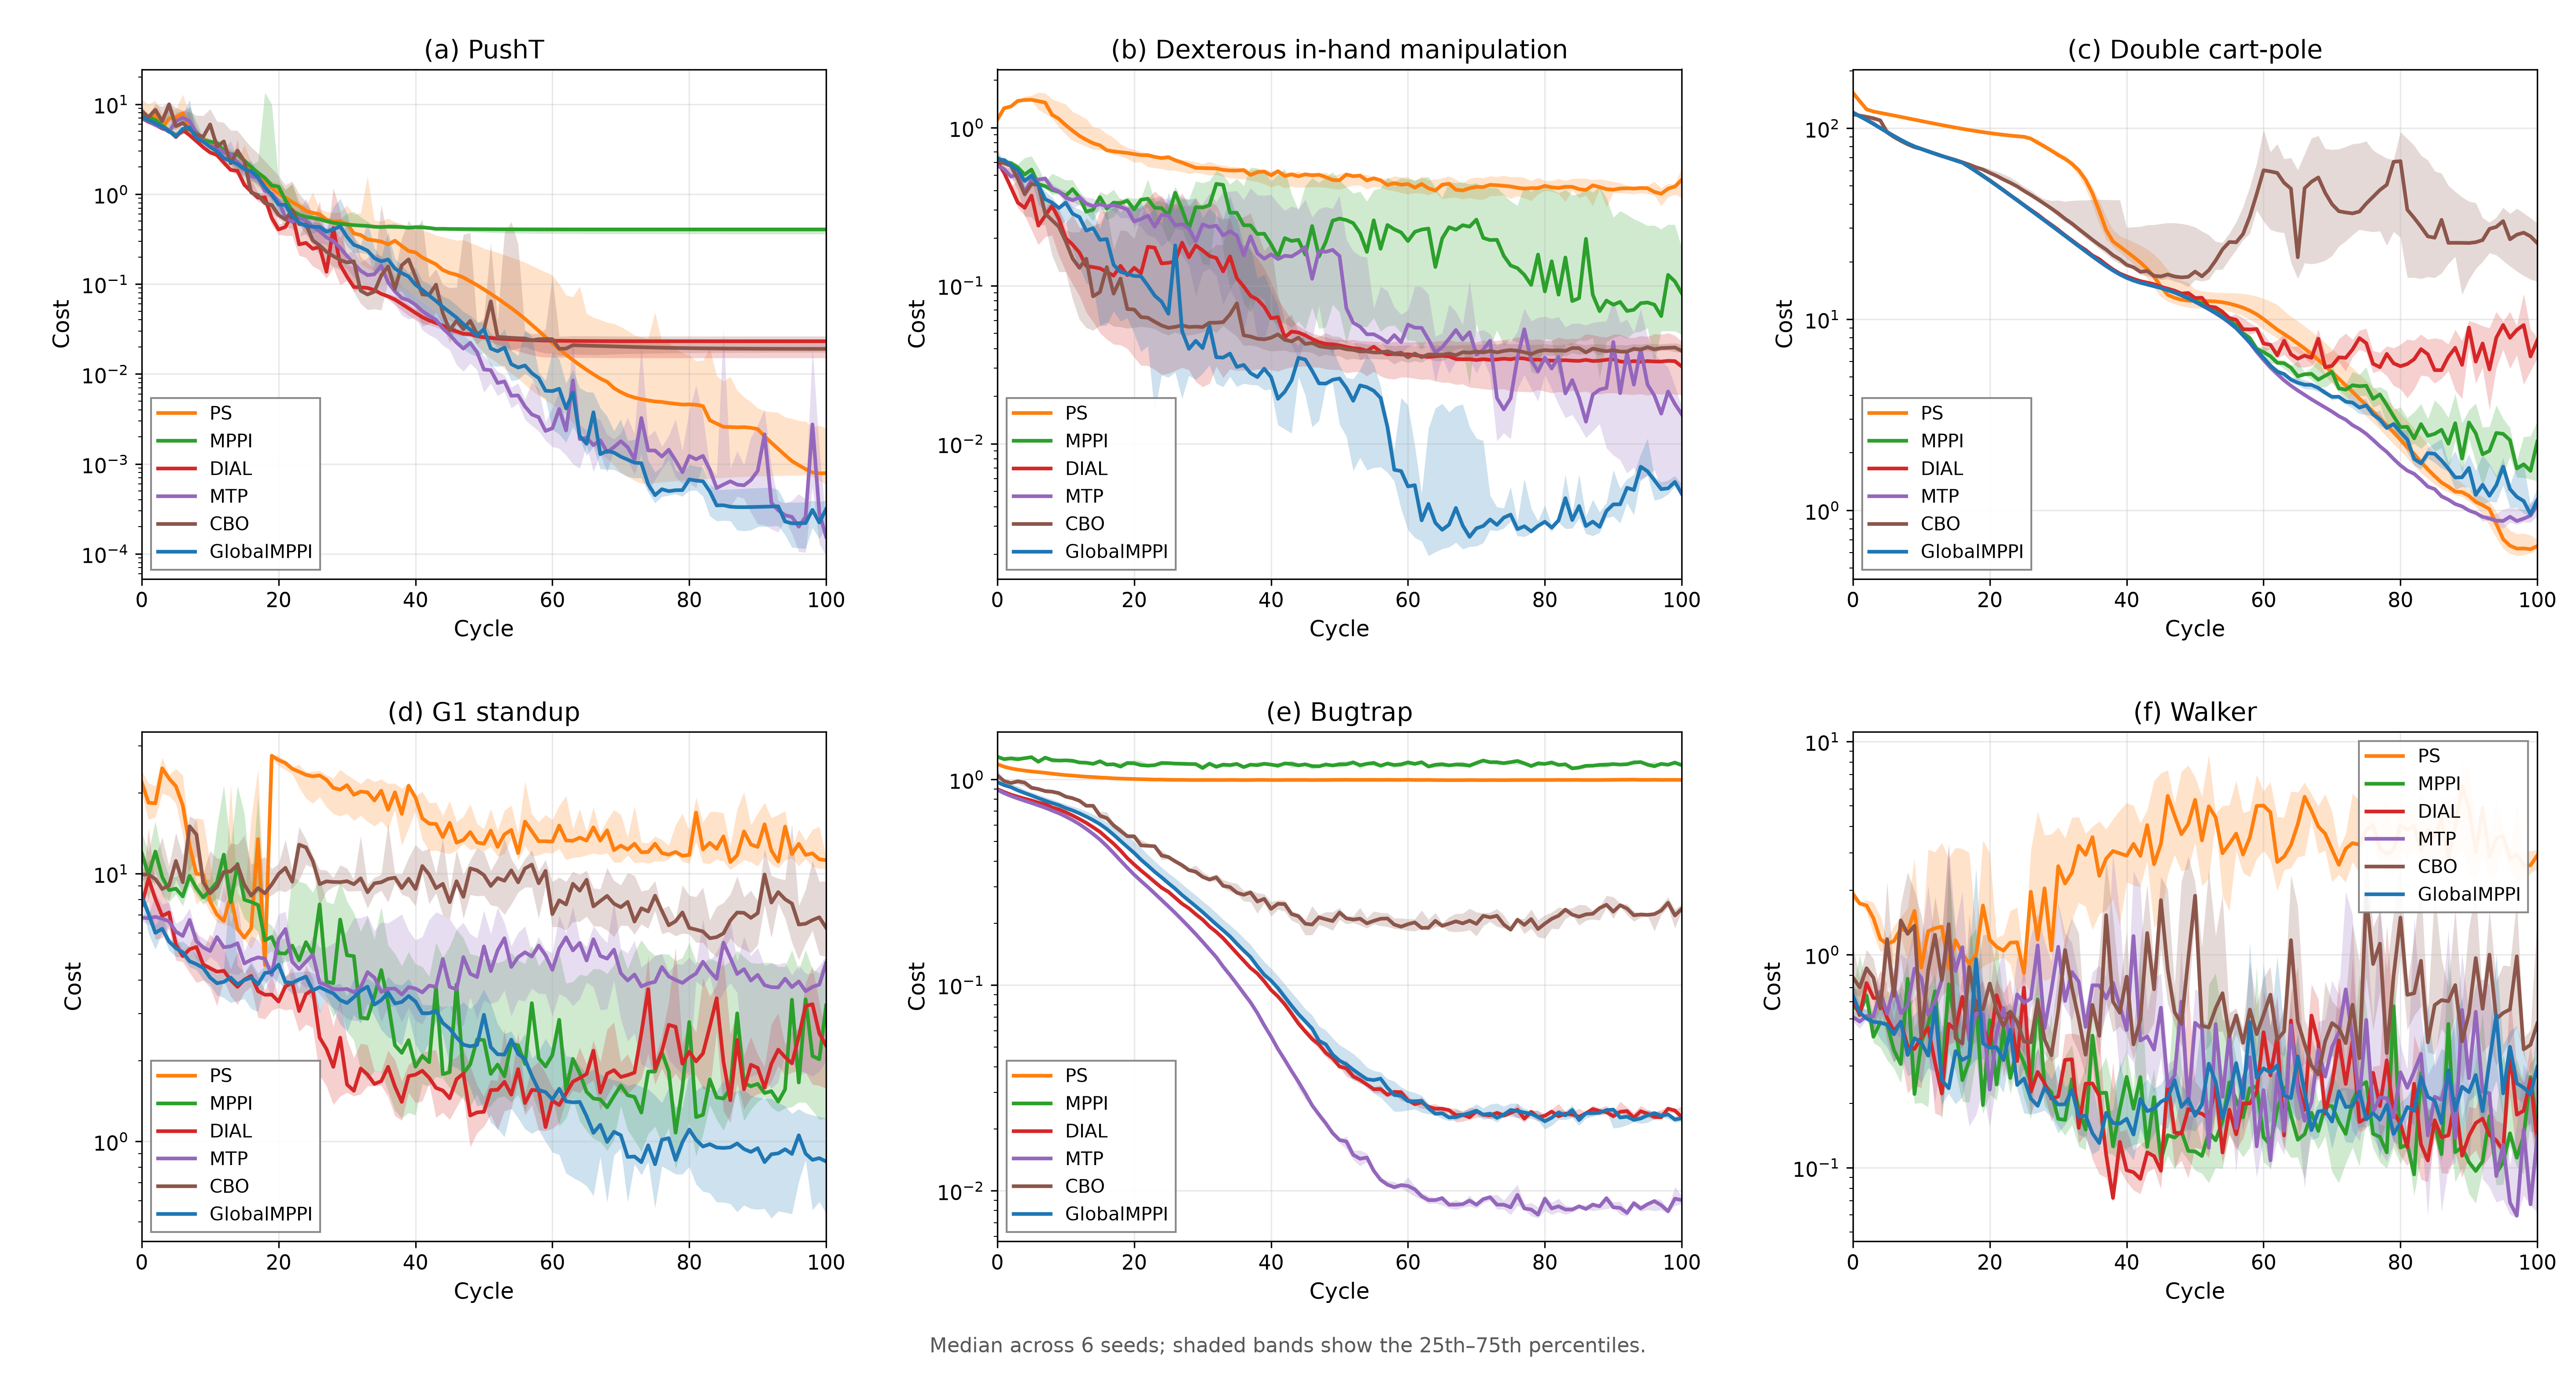 (a) PushT
Cost
10^1
10^0
10^−1
10^−2
10^−3
10^−4
PS
MPPI
DIAL
MTP
CBO
GlobalMPPI
0 20 40 60 80 100
Cycle
(b) Dexterous in-hand manipulation
Cost
10^0
10^−1
10^−2
PS
MPPI
DIAL
MTP
CBO
GlobalMPPI
0 20 40 60 80 100
Cycle
(c) Double cart-pole
Cost
10^2
10^1
10^0
PS
MPPI
DIAL
MTP
CBO
GlobalMPPI
0 20 40 60 80 100
Cycle
(d) G1 standup
Cost
10^1
10^0
PS
MPPI
DIAL
MTP
CBO
GlobalMPPI
0 20 40 60 80 100
Cycle
(e) Bugtrap
Cost
10^0
10^−1
10^−2
PS
MPPI
DIAL
MTP
CBO
GlobalMPPI
0 20 40 60 80 100
Cycle
(f) Walker
Cost
10^1
10^0
10^−1
PS
MPPI
DIAL
MTP
CBO
GlobalMPPI
0 20 40 60 80 100
Cycle
Median across 6 seeds; shaded bands show the 25th–75th percentiles.